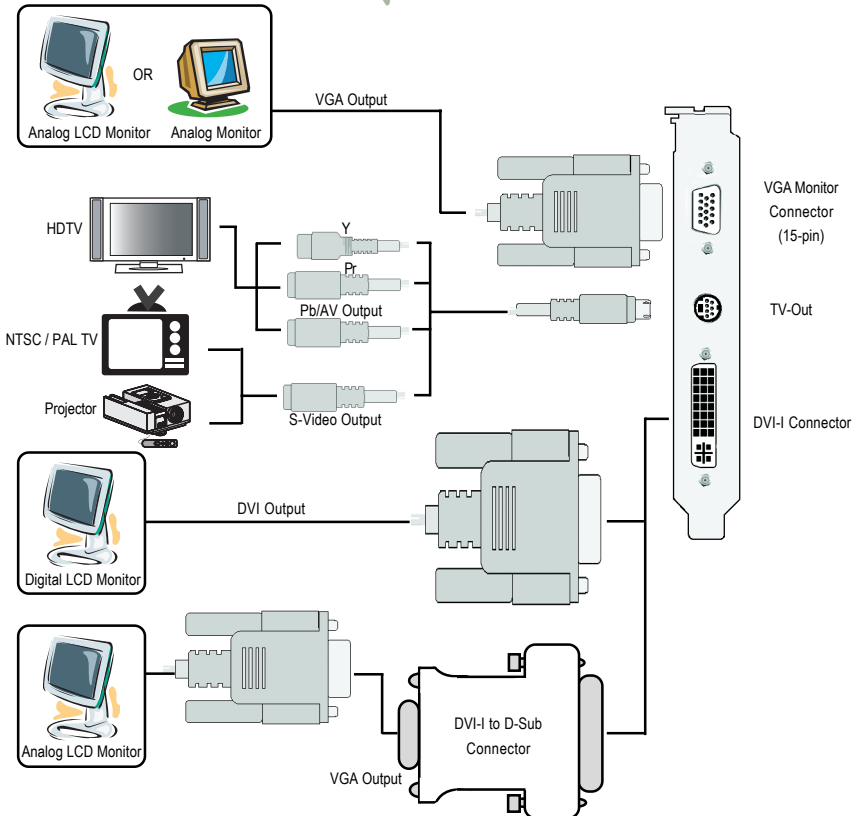 OR
Analog LCD Monitor
Analog Monitor
VGA Output
VGA Monitor
Connector
(15-pin)
HDTV
Y
Pr
Pb/AV Output
TV-Out
NTSC / PAL TV
Projector
S-Video Output
DVI-I Connector
DVI Output
Digital LCD Monitor
Analog LCD Monitor
DVI-I to D-Sub
Connector
VGA Output